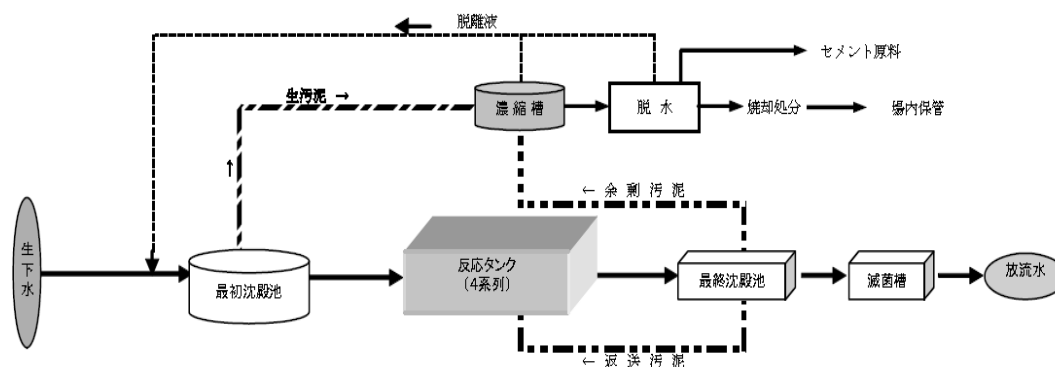 脱離液
セメント原料
生汚泥 →
濃縮槽
脱水
焼却処分
場内保管
↑
← 余剰汚泥
生下水
最初沈殿池
反応タンク
(4系列)
最終沈殿池
滅菌槽
放流水
← 返送汚泥